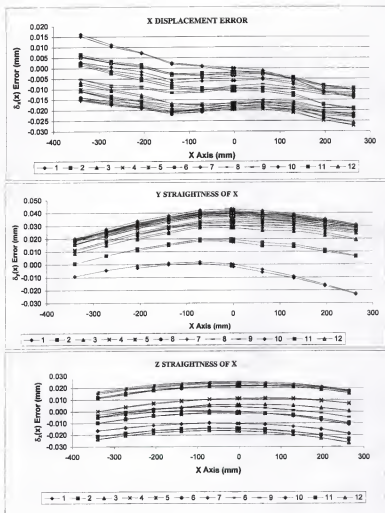 X DISPLACEMENT ERROR
δx(x) Error (mm)
0.020
0.015
0.010
0.005
0.000
-0.005
-0.010
-0.015
-0.020
-0.025
-0.030
-400 -300 -200 -100 0 100 200 300
X Axis (mm)
1 2 3 4 5 6 7 8 9 10 11 12
Y STRAIGHTNESS OF X
δy(x) Error (mm)
0.050
0.040
0.030
0.020
0.010
0.000
-0.010
-0.020
-0.030
-400 -300 -200 -100 0 100 200 300
X Axis (mm)
1 2 3 4 5 6 7 8 9 10 11 12
Z STRAIGHTNESS OF X
δz(x) Error (mm)
0.030
0.020
0.010
0.000
-0.010
-0.020
-0.030
-400 -300 -200 -100 0 100 200 300
X Axis (mm)
1 2 3 4 5 6 7 8 9 10 11 12